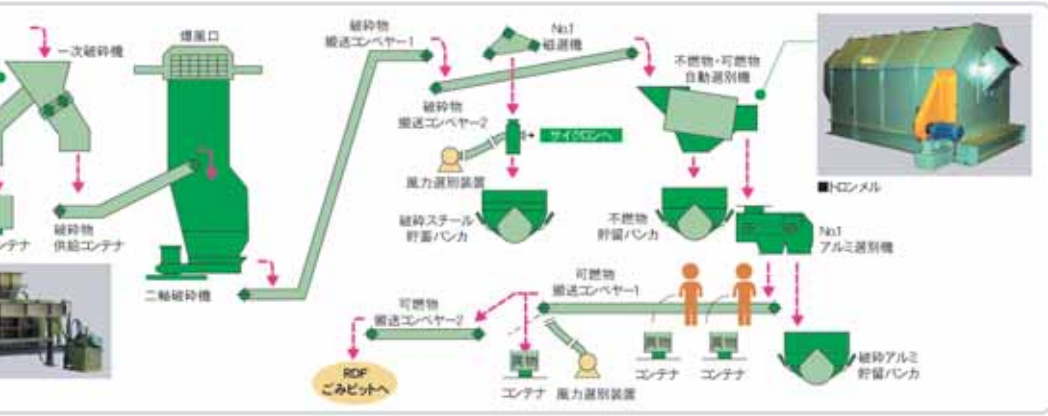 一次破砕機
爆風口
破砕物
搬送コンベヤー1
No.1
磁選機
不燃物・可燃物
自動選別機
破砕物
搬送コンベヤー2
サイクロンへ
風力選別装置
■トロンメル
ンテナ
破砕物
供給コンテナ
破砕スチール
貯蓄バンカ
不燃物
貯留バンカ
No.1
アルミ選別機
二軸破砕機
可燃物
搬送コンベヤー1
可燃物
搬送コンベヤー2
異物
異物
異物
コンテナ
コンテナ
破砕アルミ
貯留バンカ
RDF
ごみピットへ
コンテナ
風力選別装置